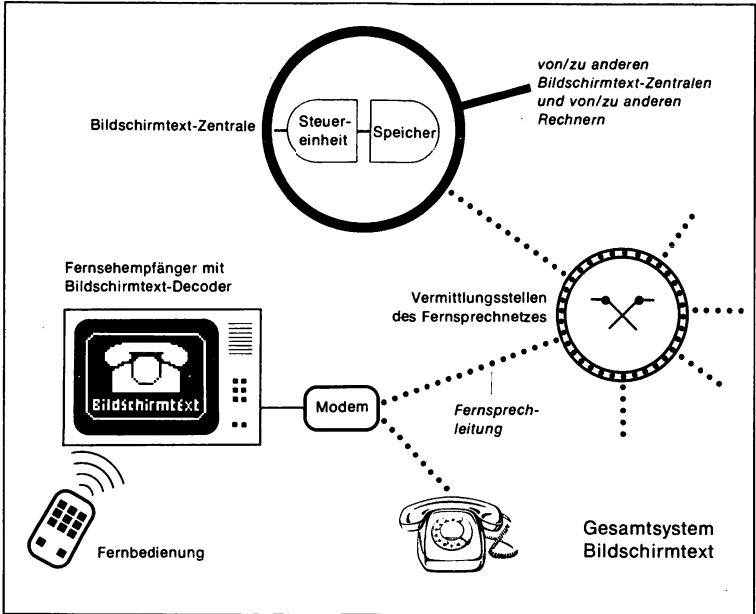 von/zu anderen
Bildschirmtext-Zentralen
und von/zu anderen
Rechnern
Bildschirmtext-Zentrale
Steuer-
einheit
Speicher
Fernsehempfänger mit
Bildschirmtext-Decoder
Vermittlungsstellen
des Fernsprechnetzes
Bildschirmtext
Modem
Fernsprech-
leitung
Fernbedienung
Gesamtsystem
Bildschirmtext